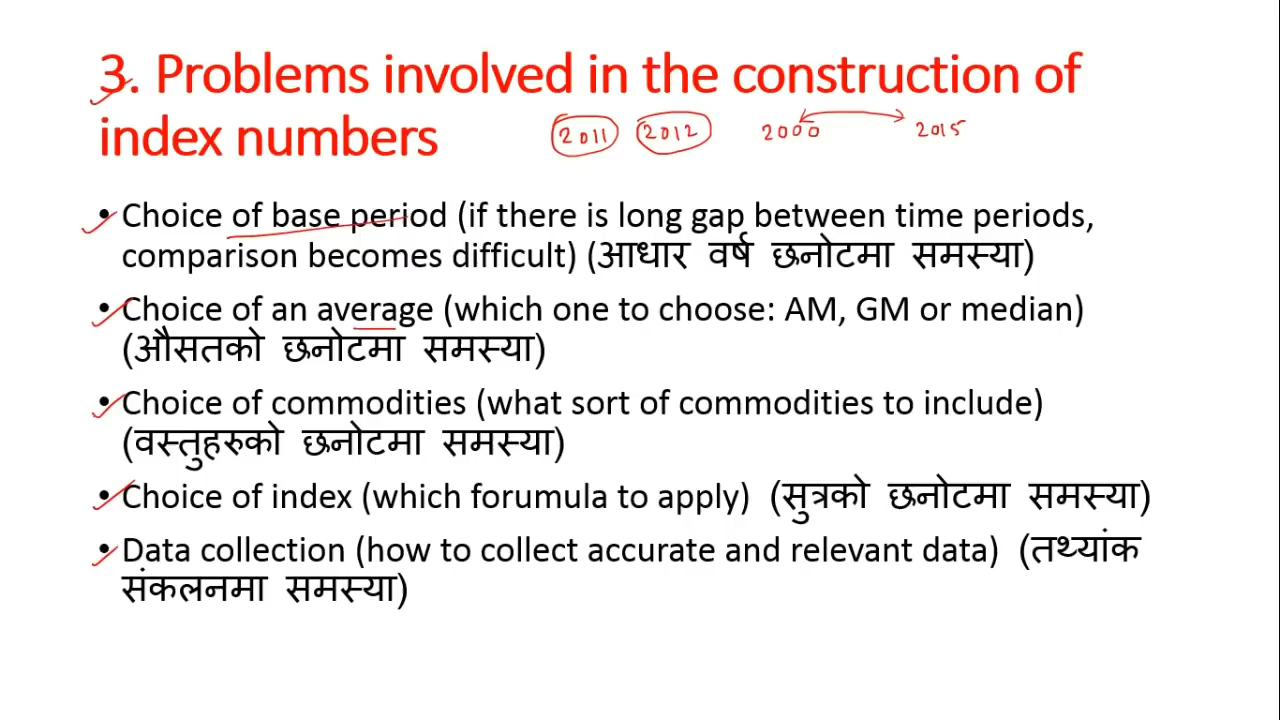 3. Problems involved in the construction of
index numbers
2011 2012 2000 2015
• Choice of base period (if there is long gap between time periods,
comparison becomes difficult) (आधार वर्ष छनोटमा समस्या)
• Choice of an average (which one to choose: AM, GM or median)
(औसतको छनोटमा समस्या)
• Choice of commodities (what sort of commodities to include)
(वस्तुहरुको छनोटमा समस्या)
• Choice of index (which forumula to apply) (सुत्रको छनोटमा समस्या)
• Data collection (how to collect accurate and relevant data) (तथ्यांक
संकलनमा समस्या)